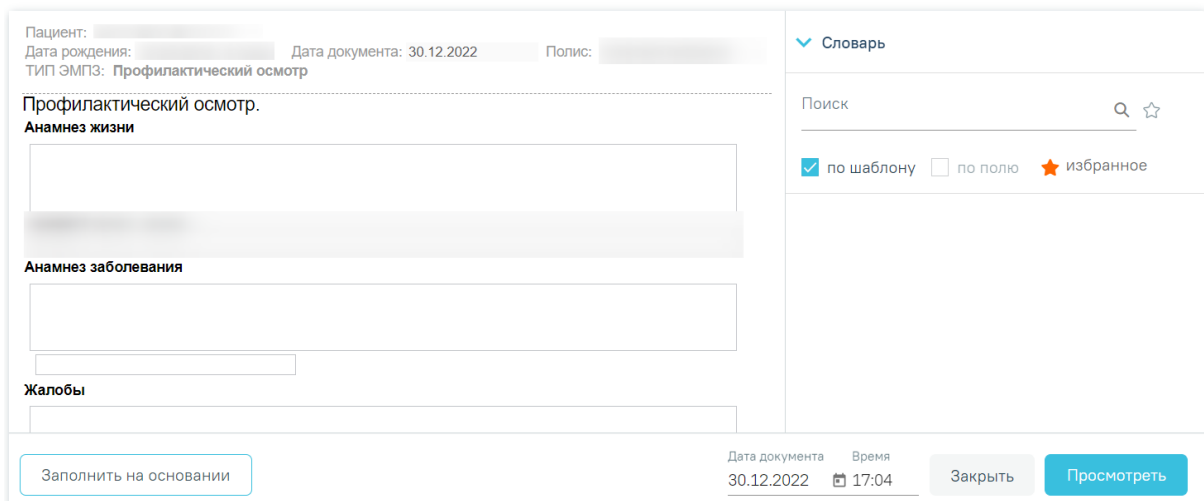 Пациент:
Дата рождения: Дата документа: 30.12.2022 Полис:
ТИП ЭМПЗ: Профилактический осмотр
Профилактический осмотр.
Анамнез жизни
Анамнез заболевания
Жалобы
Словарь
Поиск
по шаблону по полю избранное
Заполнить на основании
Дата документа Время
30.12.2022 17:04
Закрыть
Просмотреть